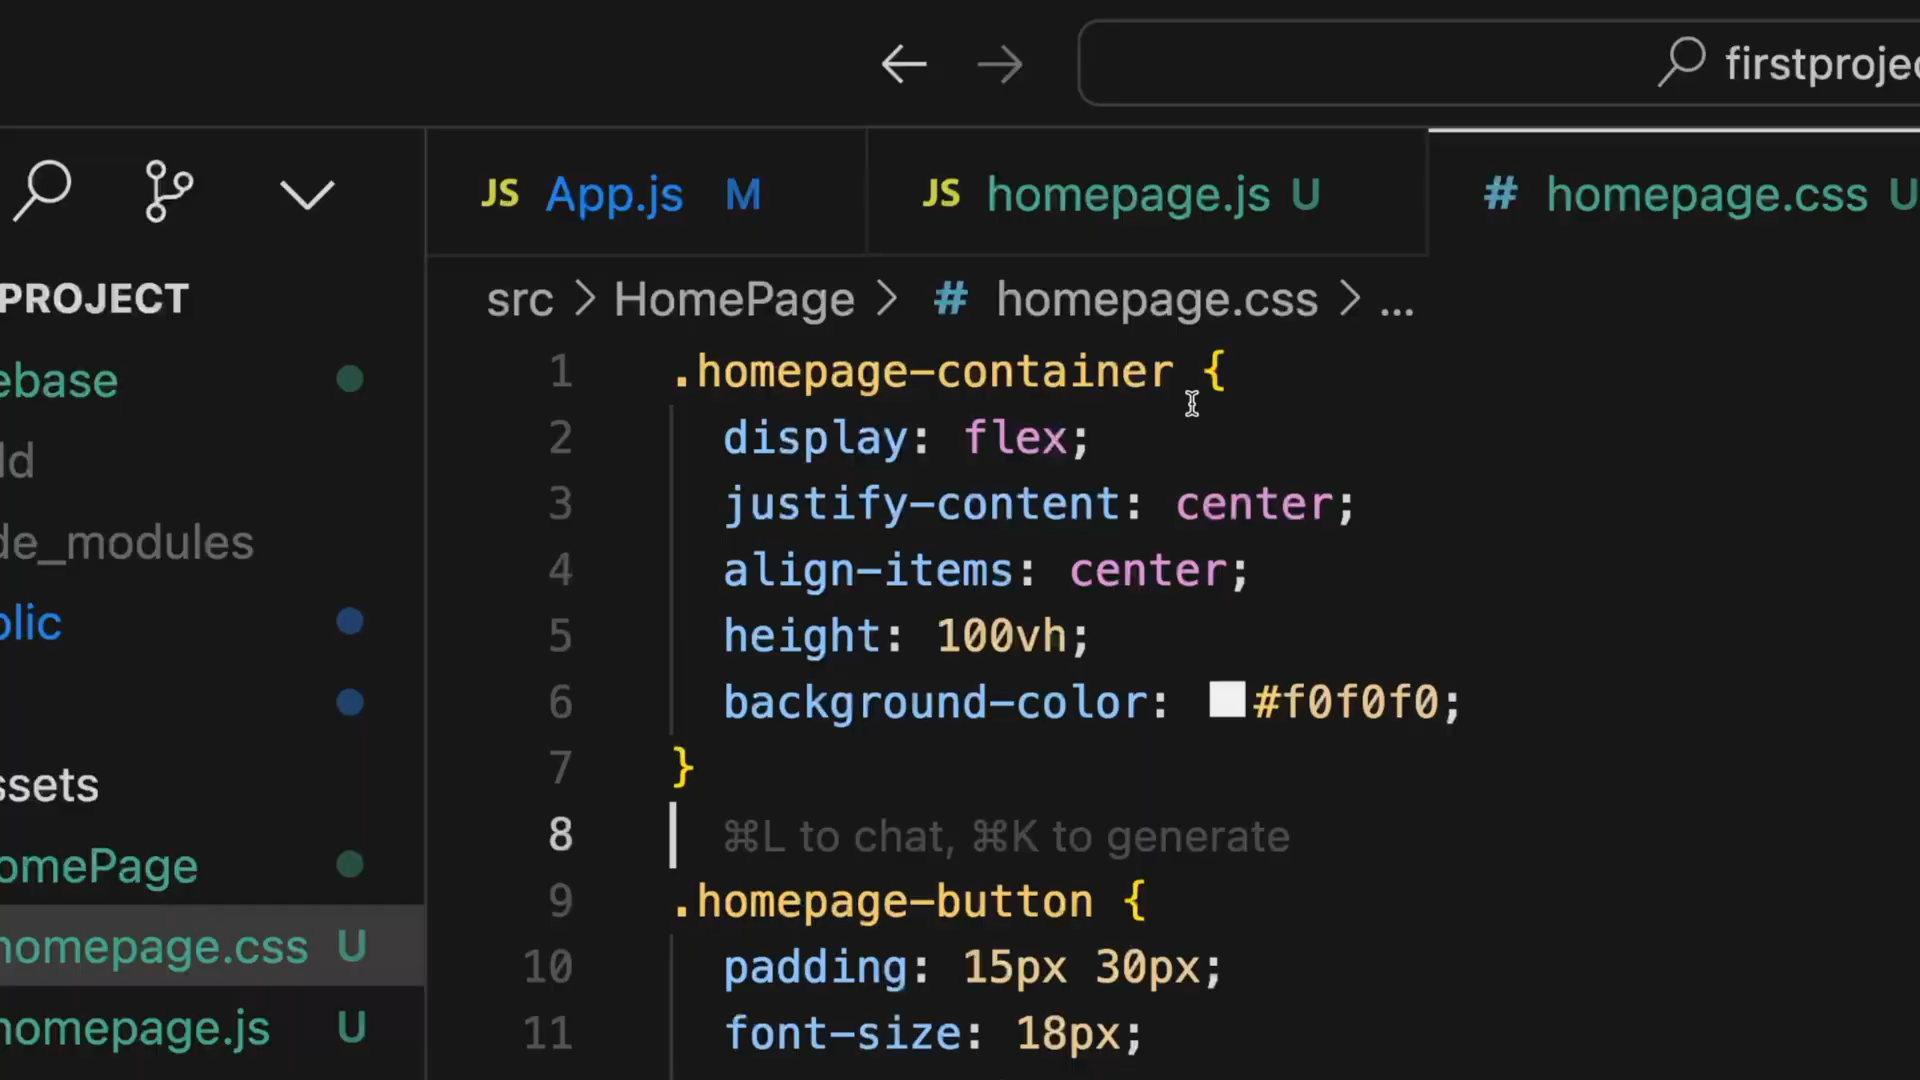 firstprojec
JS App.js M
JS homepage.js U
# homepage.css U
PROJECT
src > HomePage > # homepage.css > ...
ebase
ld
de_modules
blic
ssets
omePage
homepage.css U
homepage.js U
1 .homepage-container {
2 display: flex;
3 justify-content: center;
4 align-items: center;
5 height: 100vh;
6 background-color: #f0f0f0;
7 }
8 ⌘L to chat, ⌘K to generate
9 .homepage-button {
10 padding: 15px 30px;
11 font-size: 18px;